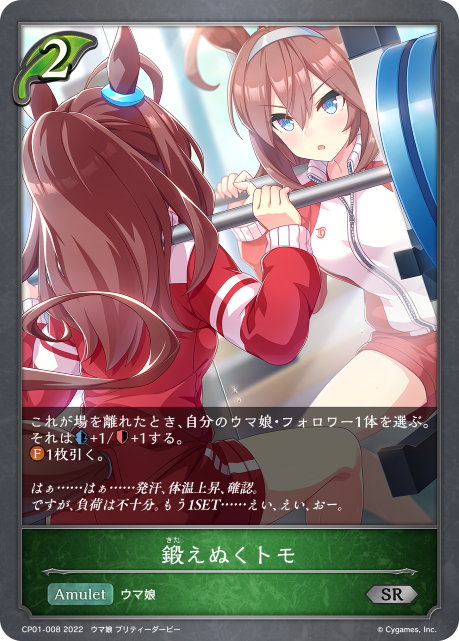 2
これが場を離れたとき、自分のウマ娘・フォロワー1体を選ぶ。
それは+1/+1する。
F 1枚引く。
はぁ……はぁ……発汗、体温上昇、確認。
ですが、負荷は不十分。もう1SET……えい、えい、おー。
きた
鍛えぬくトモ
Amulet ウマ娘 SR
CP01-008 2022 ウマ娘 プリティーダービー © Cygames, Inc.